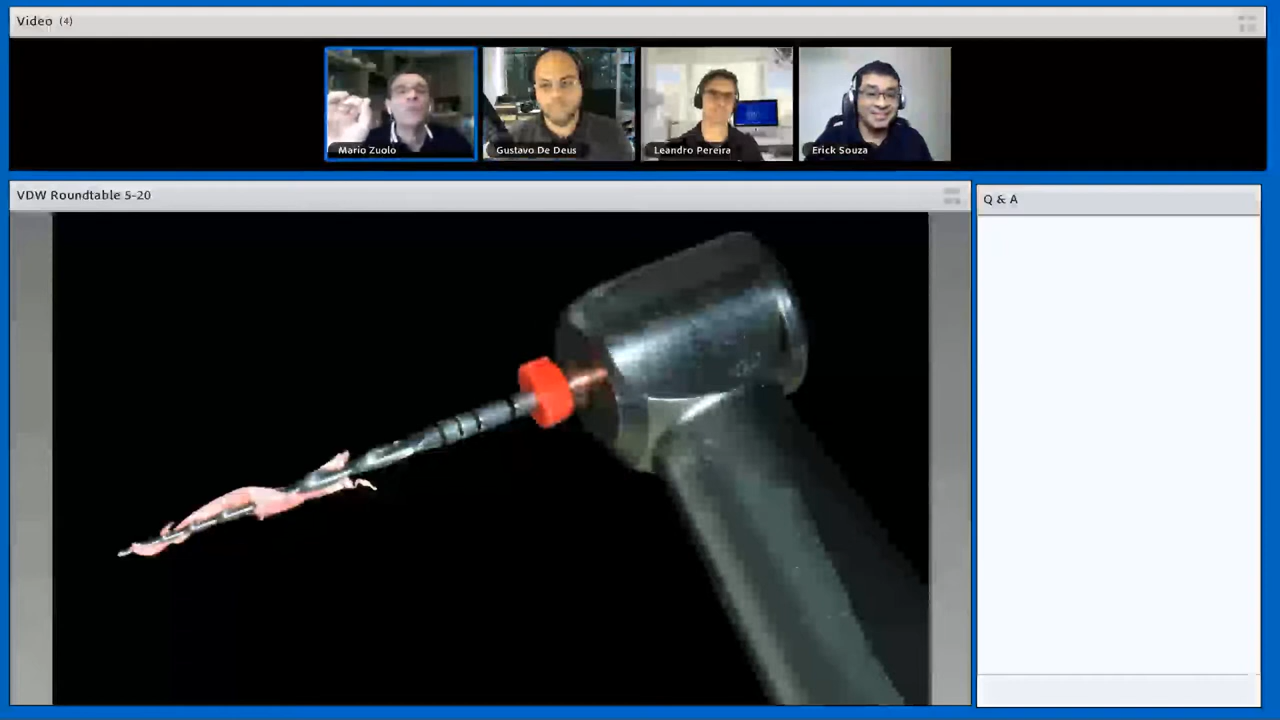 Video (4)
Mario Zuolo
Gustavo De Deus
Leandro Pereira
Erick Souza
VDW Roundtable 5-20
Q & A